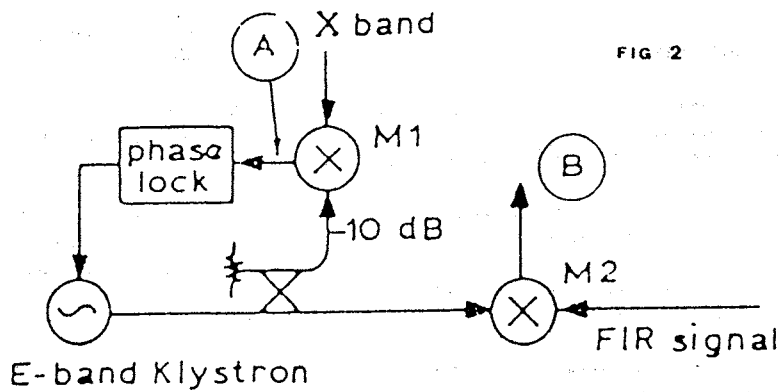 A
X band
FIG 2
M1
phase
lock
B
-10 dB
M2
FIR signal
E-band Klystron